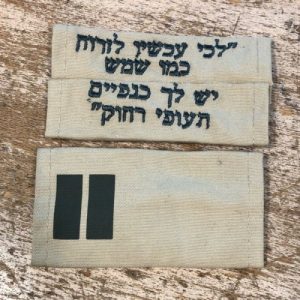 "לכי עכשיו לזרוח
כמו שמש
יש לך כנפיים
תעופי רחוק"